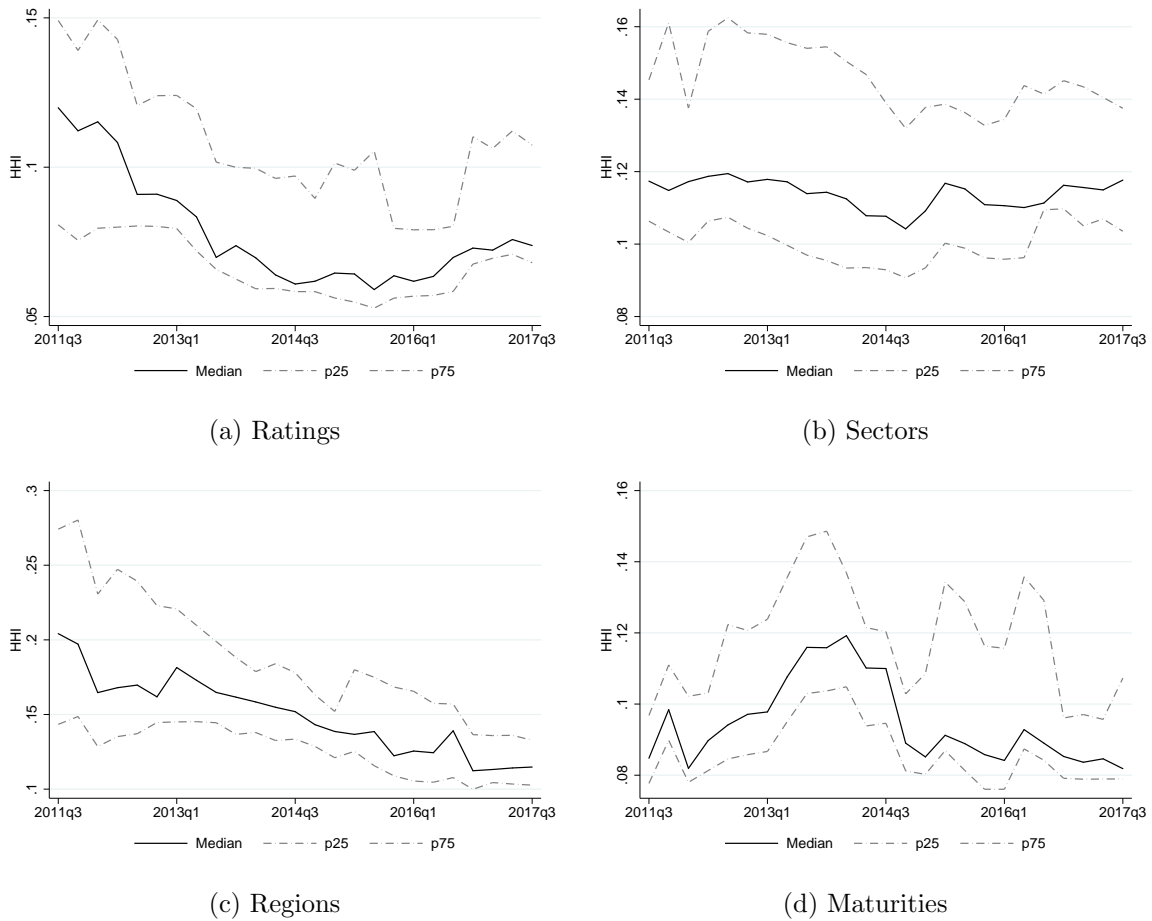 .15
.1
.05
HHI
2011q3 2013q1 2014q3 2016q1 2017q3
Median p25 p75
(a) Ratings
.16
.14
.12
.1
.08
HHI
2011q3 2013q1 2014q3 2016q1 2017q3
Median p25 p75
(b) Sectors
.3
.25
.2
.15
.1
HHI
2011q3 2013q1 2014q3 2016q1 2017q3
Median p25 p75
(c) Regions
.16
.14
.12
.1
.08
HHI
2011q3 2013q1 2014q3 2016q1 2017q3
Median p25 p75
(d) Maturities